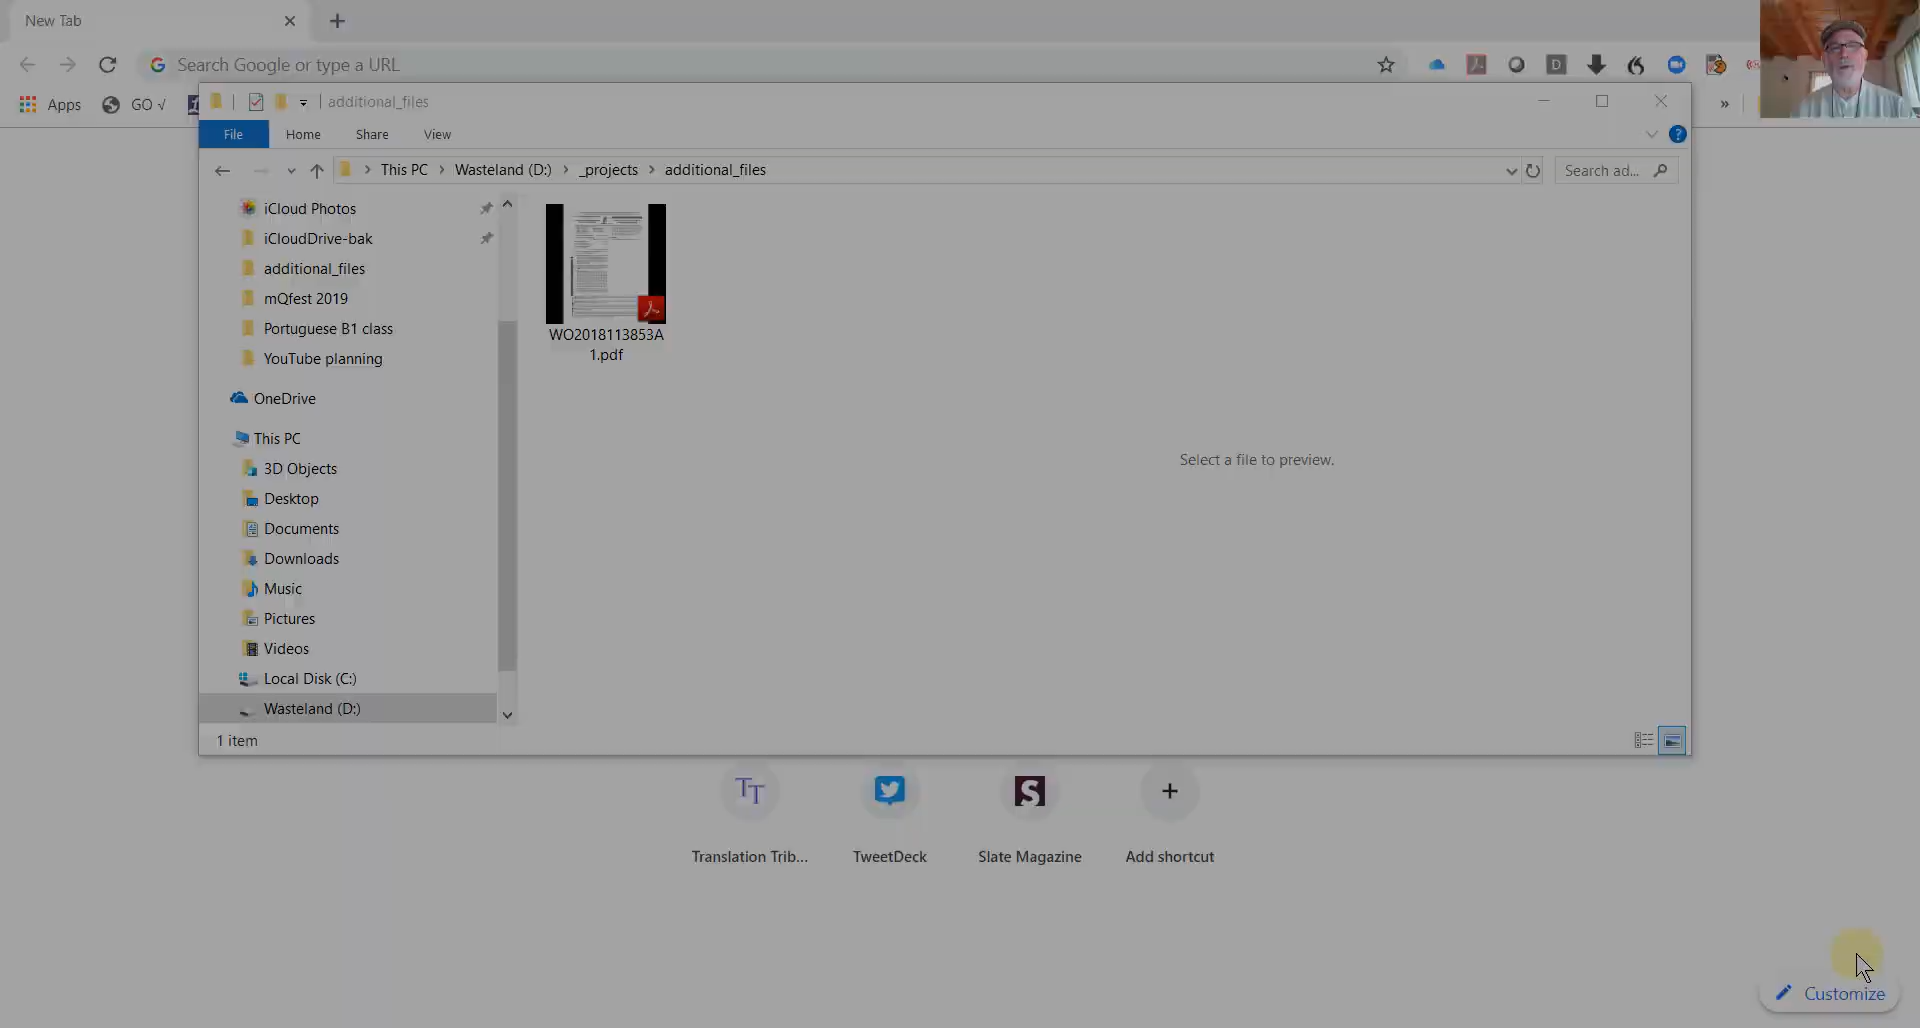 New Tab
Search Google or type a URL
Apps
GO √
additional_files
File Home Share View
This PC Wasteland (D:) _projects additional_files
Search ad...
iCloud Photos
iCloudDrive-bak
additional_files
mQfest 2019
Portuguese B1 class
YouTube planning
OneDrive
This PC
3D Objects
Desktop
Documents
Downloads
Music
Pictures
Videos
Local Disk (C:)
Wasteland (D:)
WO2018113853A
1.pdf
Select a file to preview.
1 item
Translation Trib...
TweetDeck
Slate Magazine
Add shortcut
Customize